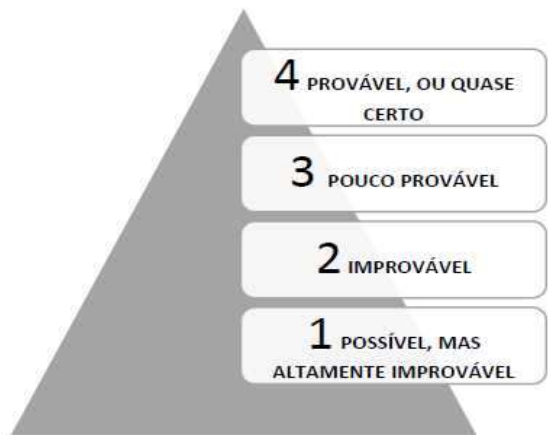 4 PROVÁVEL, OU QUASE
CERTO
3 POUCO PROVÁVEL
2 IMPROVÁVEL
1 POSSÍVEL, MAS
ALTAMENTE IMPROVÁVEL